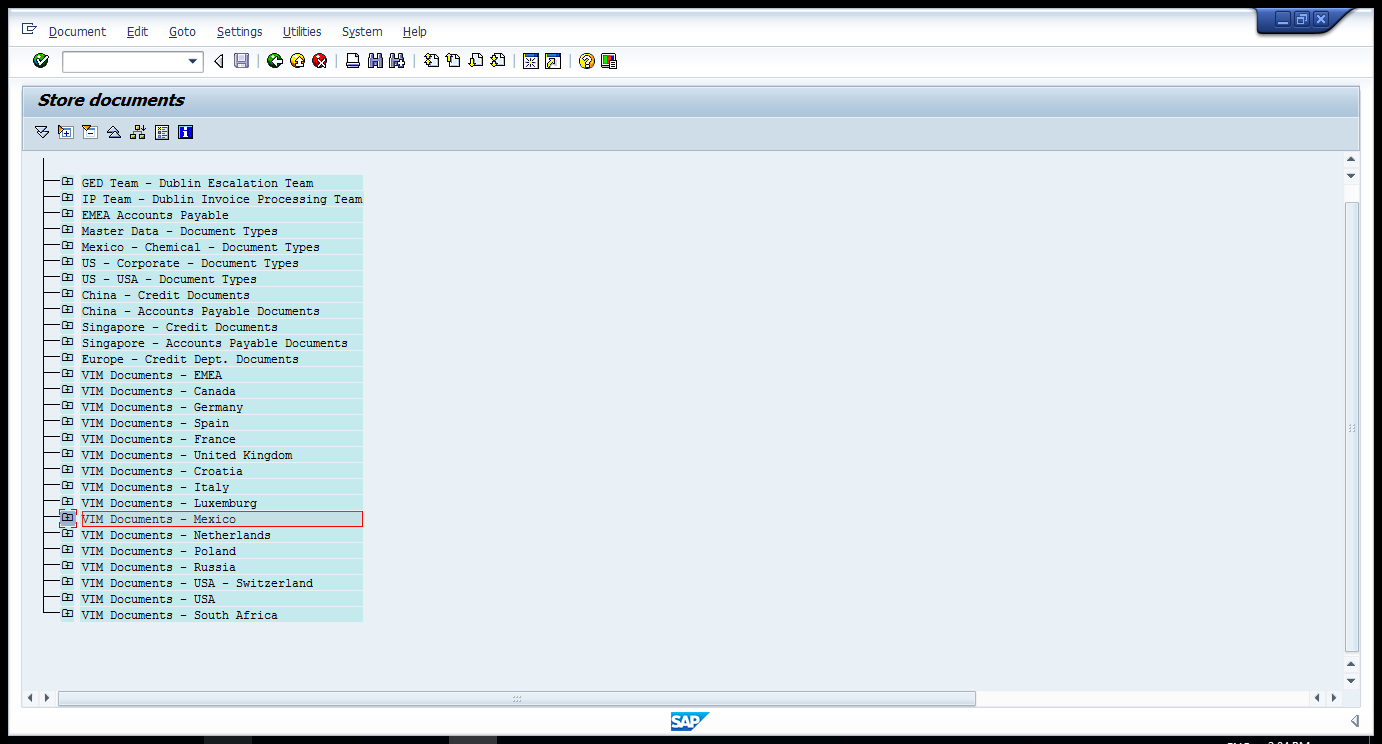 Document Edit Goto Settings Utilities System Help
Store documents
GED Team - Dublin Escalation Team
IP Team - Dublin Invoice Processing Team
EMEA Accounts Payable
Master Data - Document Types
Mexico - Chemical - Document Types
US - Corporate - Document Types
US - USA - Document Types
China - Credit Documents
China - Accounts Payable Documents
Singapore - Credit Documents
Singapore - Accounts Payable Documents
Europe - Credit Dept. Documents
VIM Documents - EMEA
VIM Documents - Canada
VIM Documents - Germany
VIM Documents - Spain
VIM Documents - France
VIM Documents - United Kingdom
VIM Documents - Croatia
VIM Documents - Italy
VIM Documents - Luxemburg
VIM Documents - Mexico
VIM Documents - Netherlands
VIM Documents - Poland
VIM Documents - Russia
VIM Documents - USA - Switzerland
VIM Documents - USA
VIM Documents - South Africa
SAP